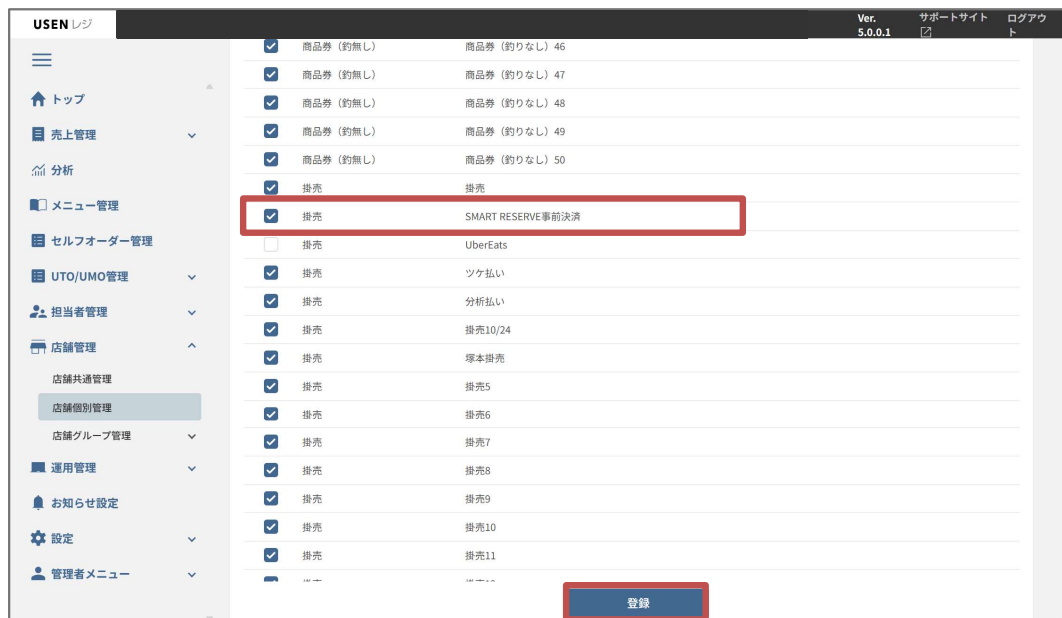 USEN レジ
Ver. 5.0.0.1
サポートサイト
ログアウト
トップ
売上管理
分析
メニュー管理
セルフオーダー管理
UTO/UMO管理
担当者管理
店舗管理
店舗共通管理
店舗個別管理
店舗グループ管理
運用管理
お知らせ設定
設定
管理者メニュー
商品券（釣無し） 商品券（釣りなし）46
商品券（釣無し） 商品券（釣りなし）47
商品券（釣無し） 商品券（釣りなし）48
商品券（釣無し） 商品券（釣りなし）49
商品券（釣無し） 商品券（釣りなし）50
掛売 掛売
掛売 SMART RESERVE事前決済
掛売 UberEats
掛売 ツケ払い
掛売 分析払い
掛売 掛売10/24
掛売 塚本掛売
掛売 掛売5
掛売 掛売6
掛売 掛売7
掛売 掛売8
掛売 掛売9
掛売 掛売10
掛売 掛売11
登録